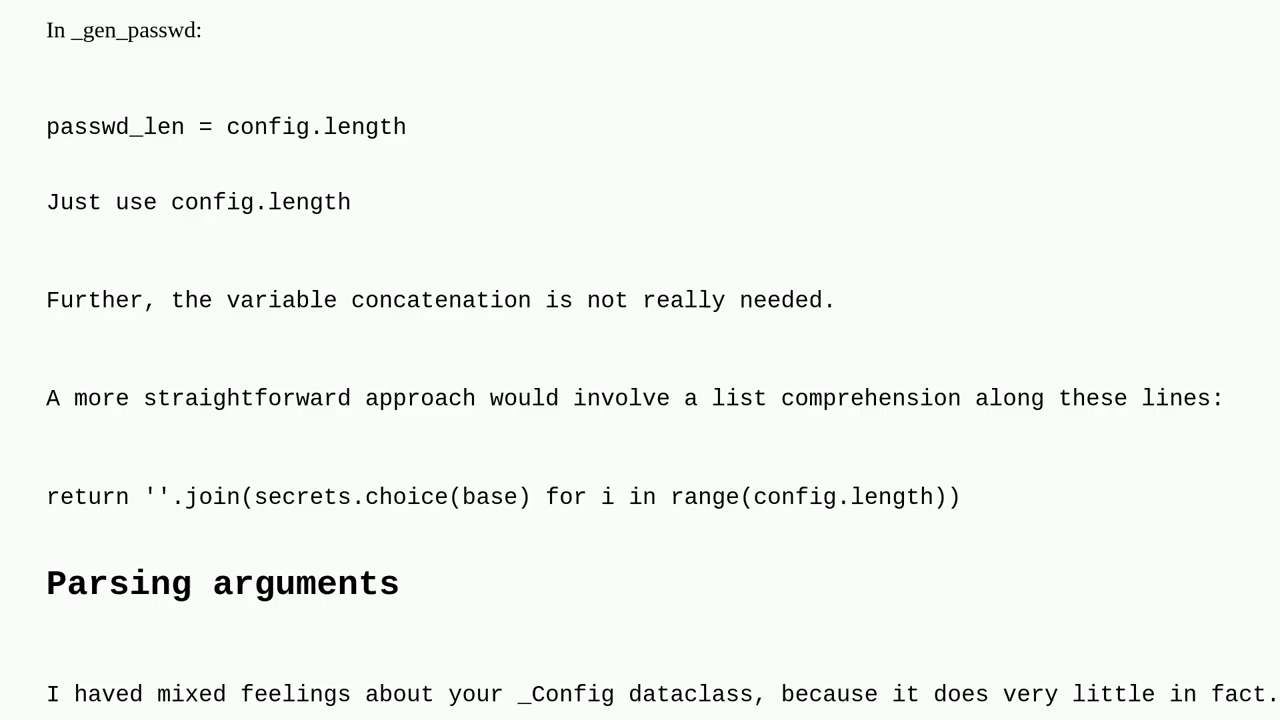 In _gen_passwd:
passwd_len = config.length
Just use config.length
Further, the variable concatenation is not really needed.
A more straightforward approach would involve a list comprehension along these lines:
return ''.join(secrets.choice(base) for i in range(config.length))
Parsing arguments
I haved mixed feelings about your _Config dataclass, because it does very little in fact.